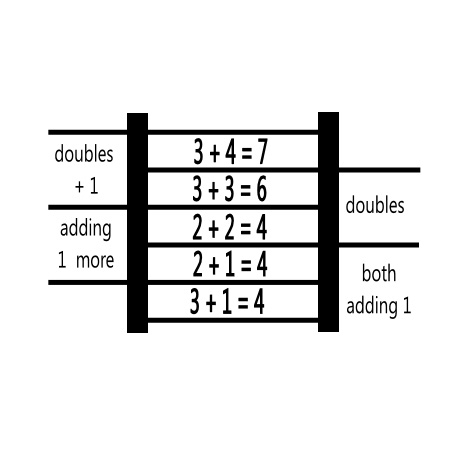 doubles
+ 1
adding
1 more
3 + 4 = 7
3 + 3 = 6
2 + 2 = 4
2 + 1 = 4
3 + 1 = 4
doubles
both
adding 1